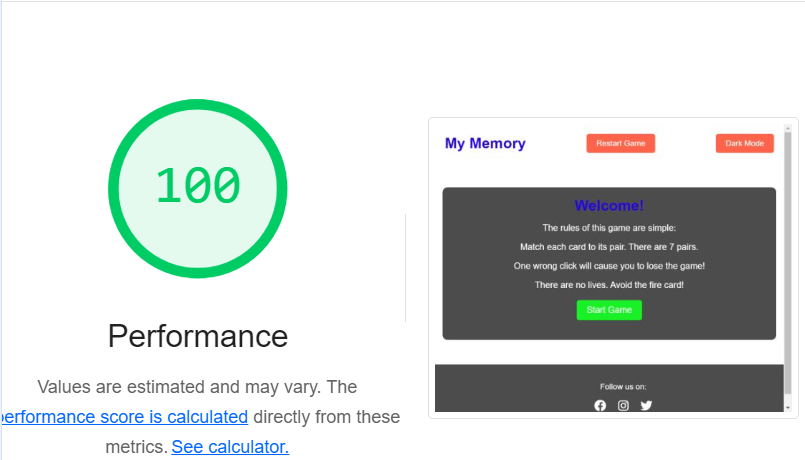 100
Performance
Values are estimated and may vary. The
performance score is calculated directly from these
metrics. See calculator.
My Memory
Restart Game
Dark Mode
Welcome!
The rules of this game are simple:
Match each card to its pair. There are 7 pairs.
One wrong click will cause you to lose the game!
There are no lives. Avoid the fire card!
Start Game
Follow us on: